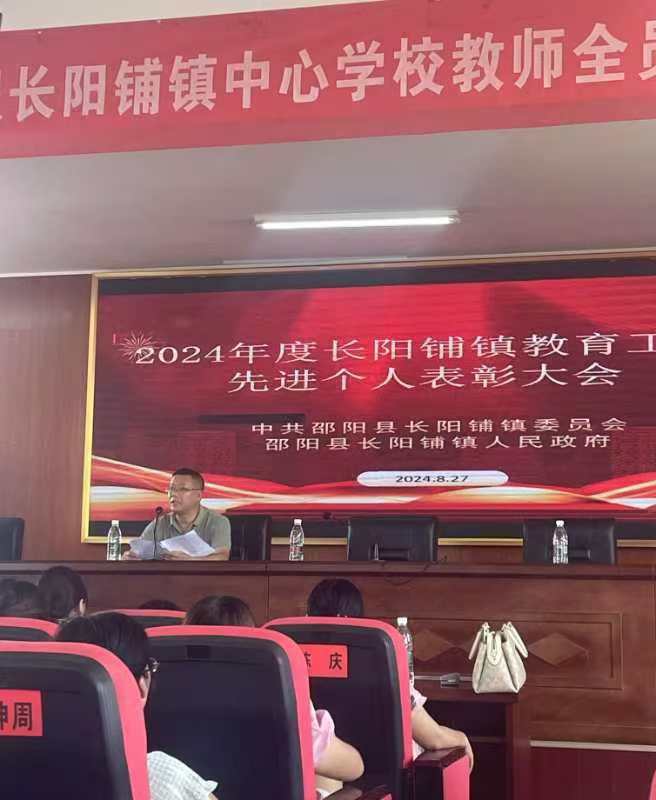 长阳铺镇中心学校教师全员
2024年度长阳铺镇教育工
先进个人表彰大会
中共邵阳县长阳铺镇委员会
邵阳县长阳铺镇人民政府
2024.8.27
庆
周